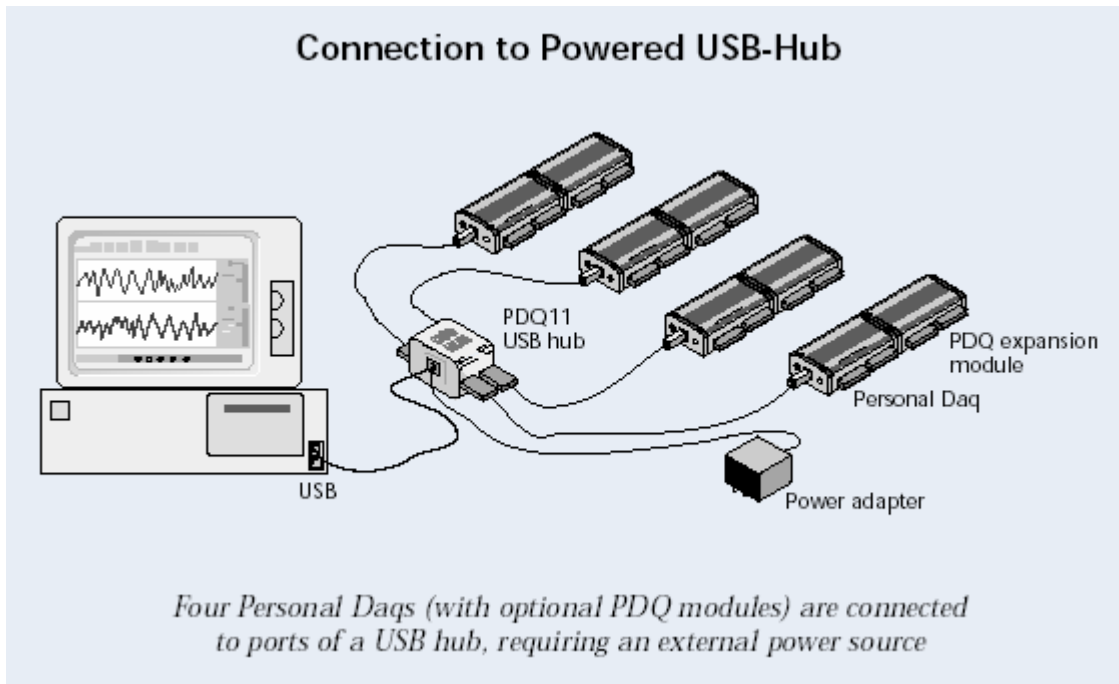 Connection to Powered USB-Hub
PDQ11
USB hub
PDQ expansion
module
Personal Daq
USB
Power adapter
Four Personal Daqs (with optional PDQ modules) are connected
to ports of a USB hub, requiring an external power source